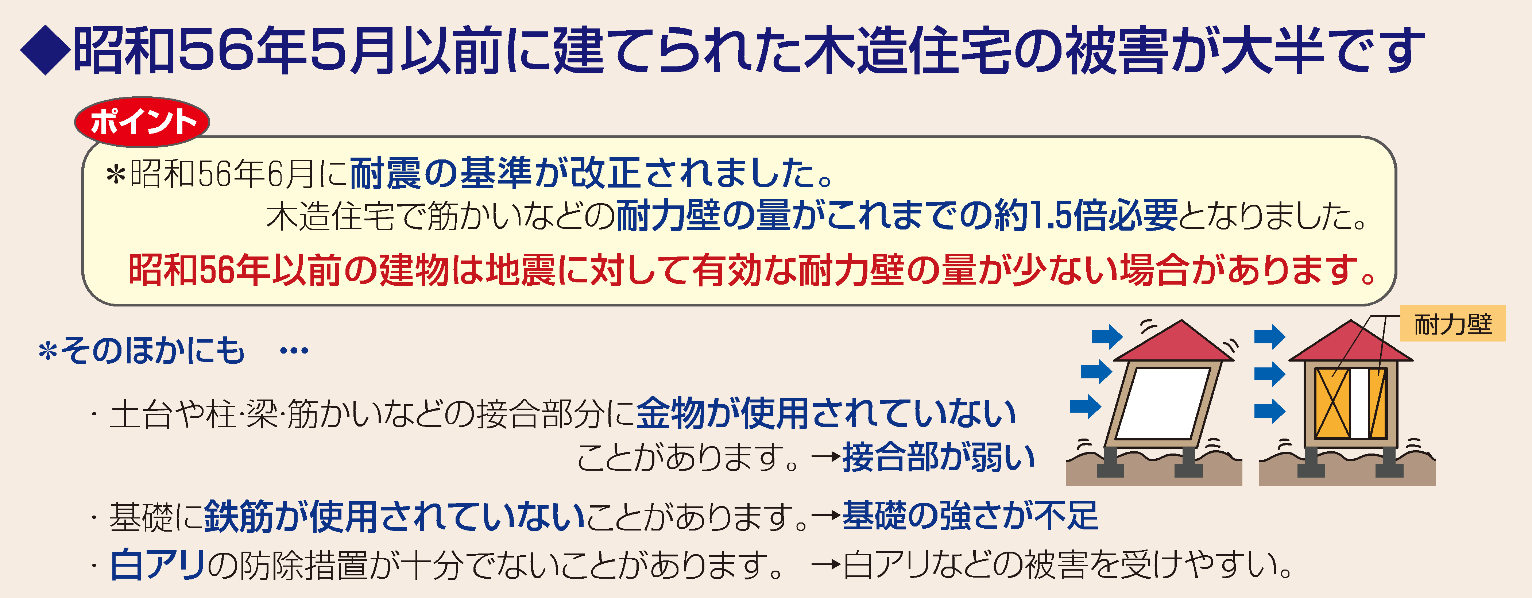 ◆昭和56年5月以前に建てられた木造住宅の被害が大半です
ポイント
＊昭和56年6月に耐震の基準が改正されました。
木造住宅で筋かいなどの耐力壁の量がこれまでの約1.5倍必要となりました。
昭和56年以前の建物は地震に対して有効な耐力壁の量が少ない場合があります。
耐力壁
＊そのほかにも　…
・土台や柱･梁･筋かいなどの接合部分に金物が使用されていない
ことがあります。→接合部が弱い
・基礎に鉄筋が使用されていないことがあります。→基礎の強さが不足
・白アリの防除措置が十分でないことがあります。　→白アリなどの被害を受けやすい。